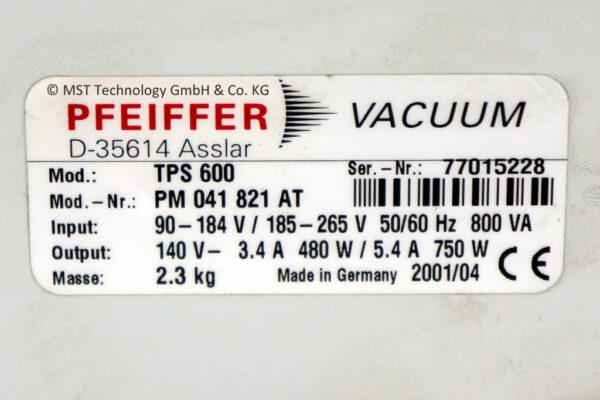 © MST Technology GmbH & Co. KG
PFEIFFER VACUUM
D-35614 Asslar
Mod.: TPS 600 Ser.-Nr.: 77015228
Mod.-Nr.: PM 041 821 AT
Input: 90-184 V / 185-265 V 50/60 Hz 800 VA
Output: 140 V- 3.4 A 480 W / 5.4 A 750 W
Masse: 2.3 kg Made in Germany 2001/04 CE